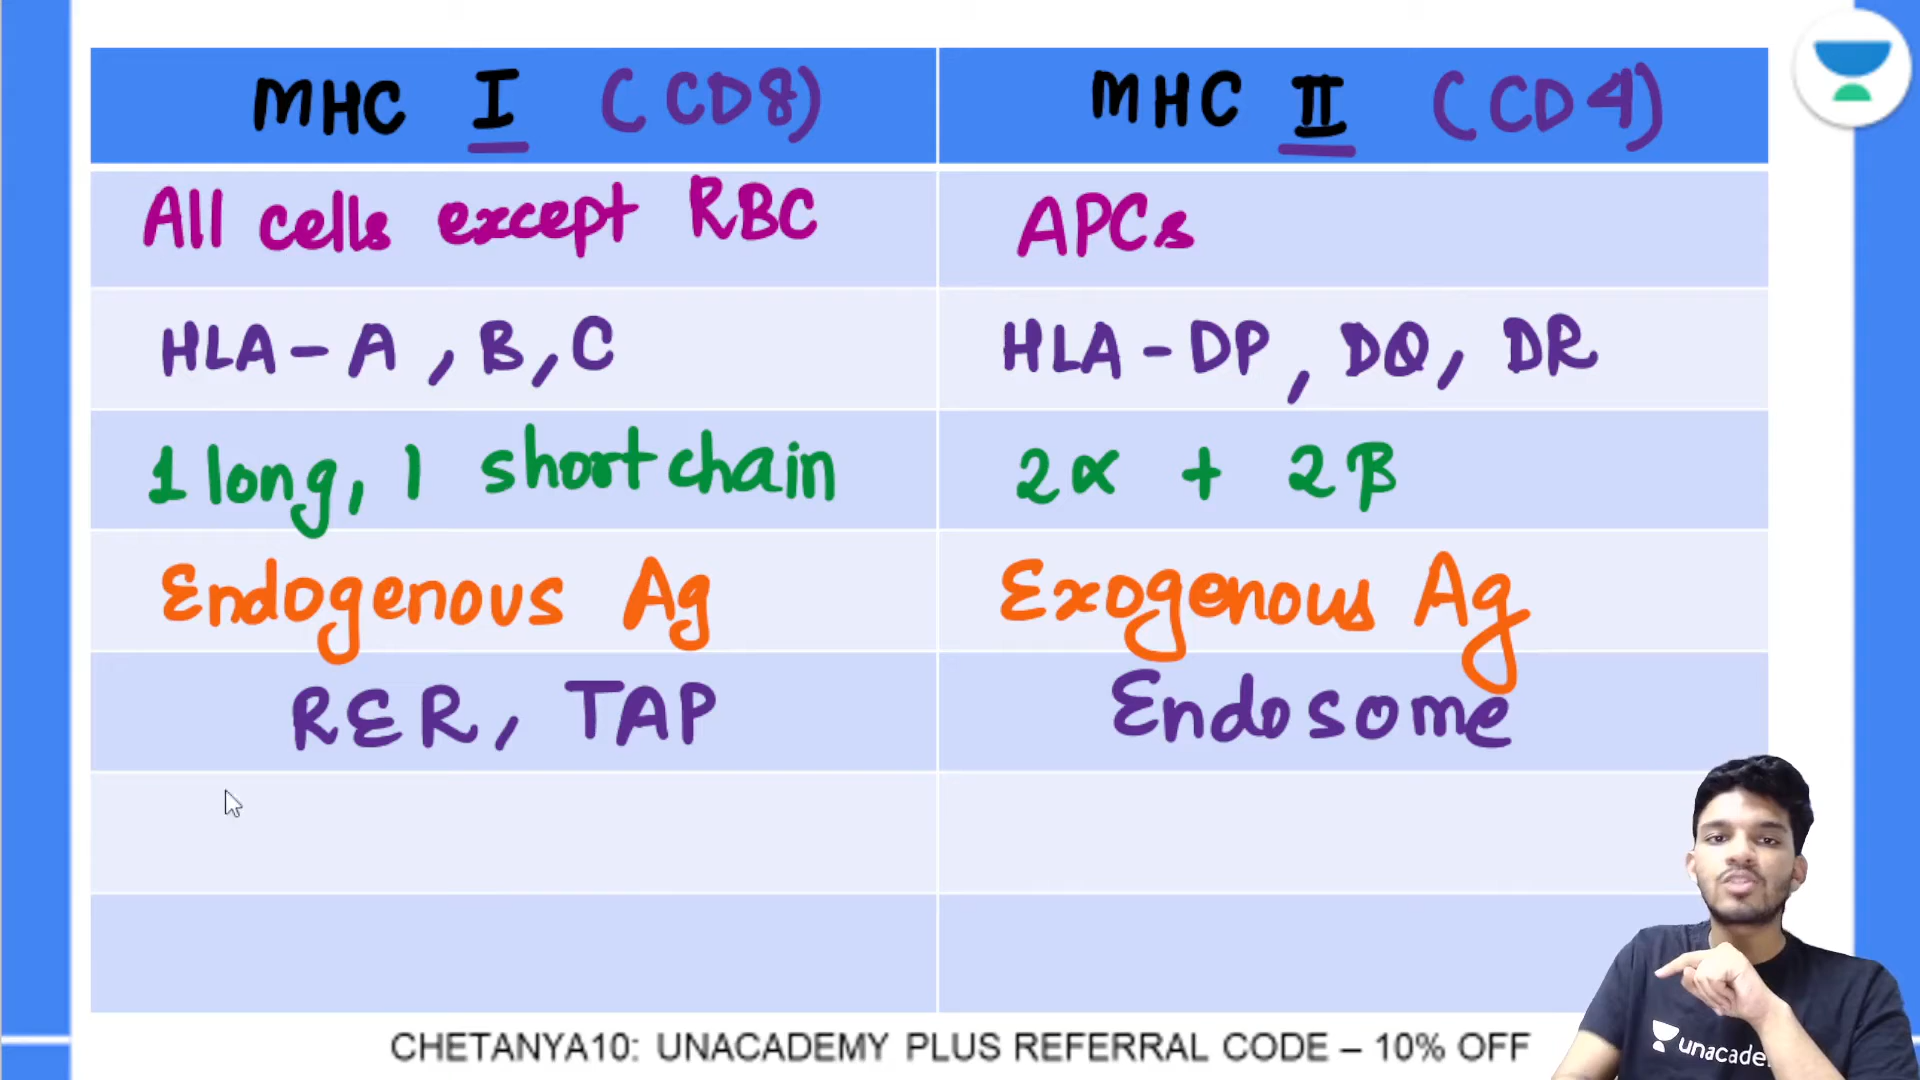 MHC I (CD8)
MHC II (CD4)
All cells except RBC
APCs
HLA - A, B, C
HLA - DP, DQ, DR
1 long, 1 short chain
2α + 2β
Endogenous Ag
Exogenous Ag
RER, TAP
Endosome
CHETANYA10: UNACADEMY PLUS REFERRAL CODE – 10% OFF
unacade